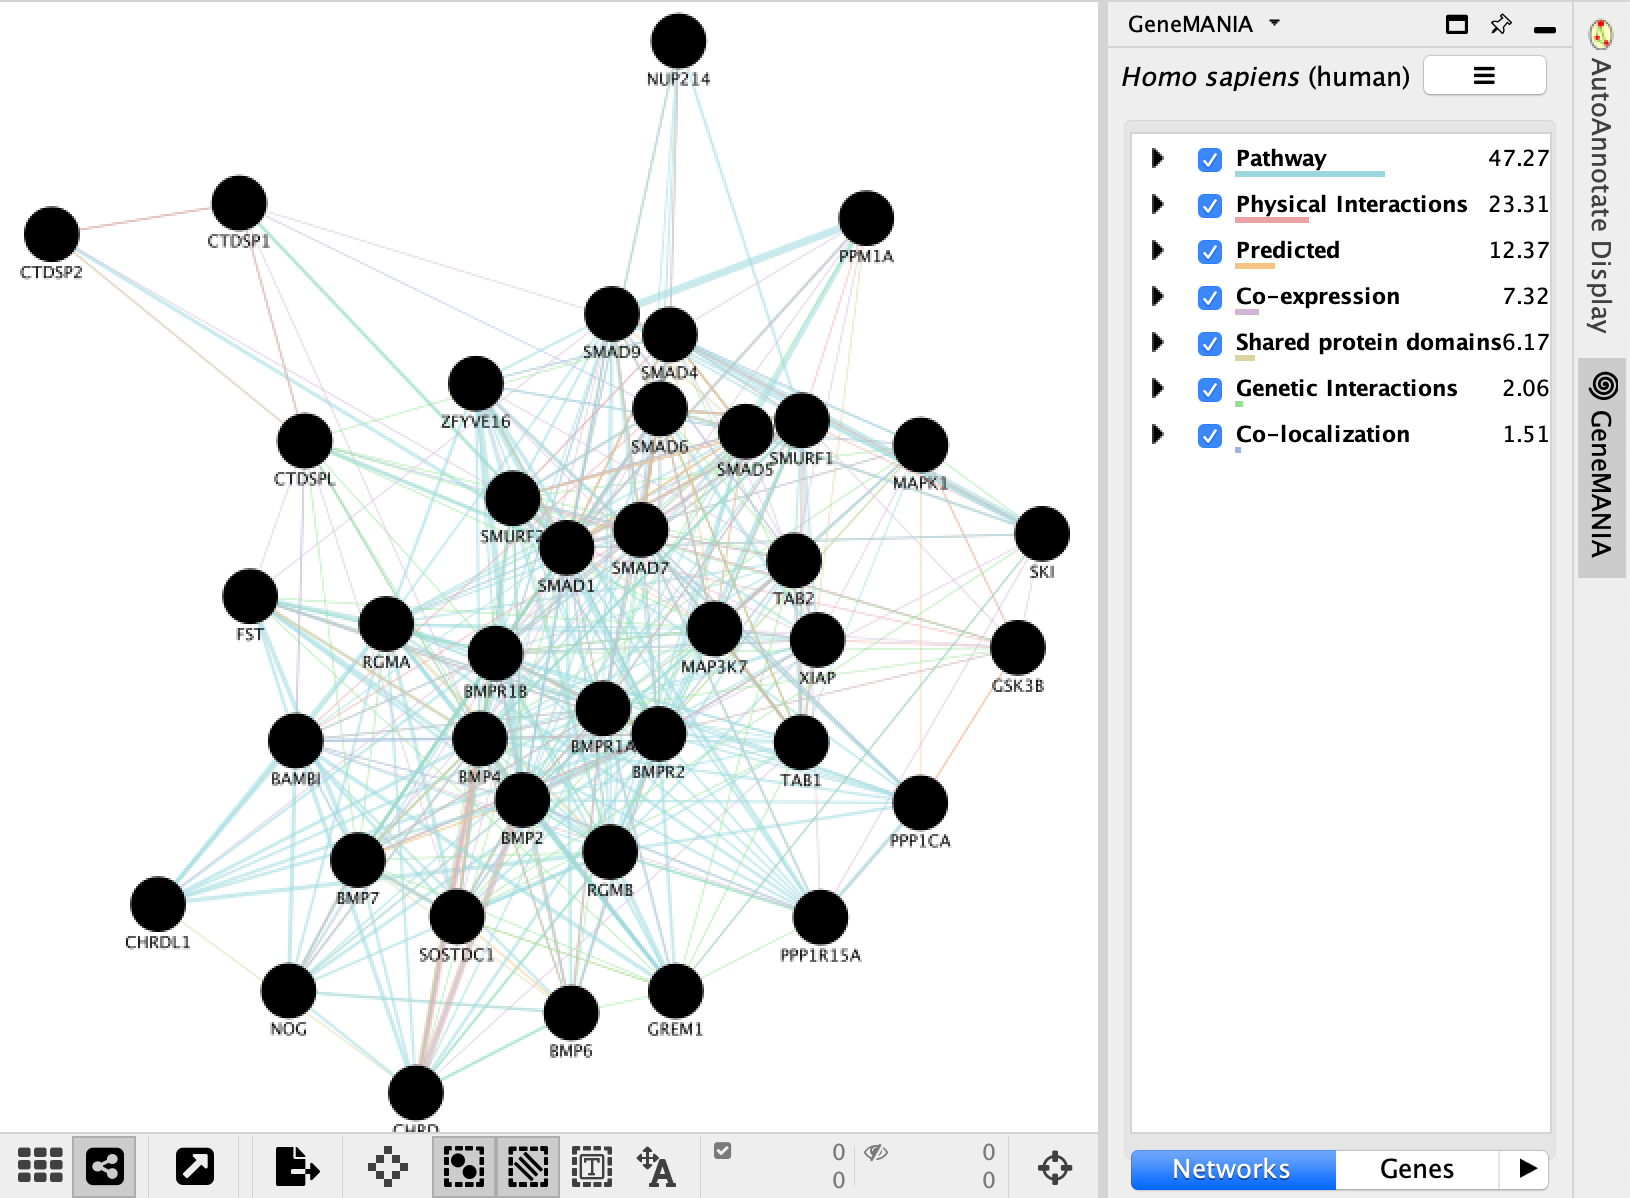 NUP214
CTDSP1
CTDSP2
PPM1A
SMAD9
SMAD4
ZFYVE16
SMAD6
SMAD5
SMURF1
CTDSPL
MAPK1
SMURF2
SMAD1
SMAD7
SKI
TAB2
FST
RGMA
MAP3K7
XIAP
GSK3B
BMPR1B
BMPR1A
BMPR2
BAMBI
BMP4
TAB1
BMP2
PPP1CA
RGMB
BMP7
CHRDL1
SOSTDC1
PPP1R15A
NOG
GREM1
BMP6
CHRD
T
A
0
0
0
0
GeneMANIA
Homo sapiens (human)
Pathway 47.27
Physical Interactions 23.31
Predicted 12.37
Co-expression 7.32
Shared protein domains 6.17
Genetic Interactions 2.06
Co-localization 1.51
Networks
Genes
AutoAnnotate Display
GeneMANIA